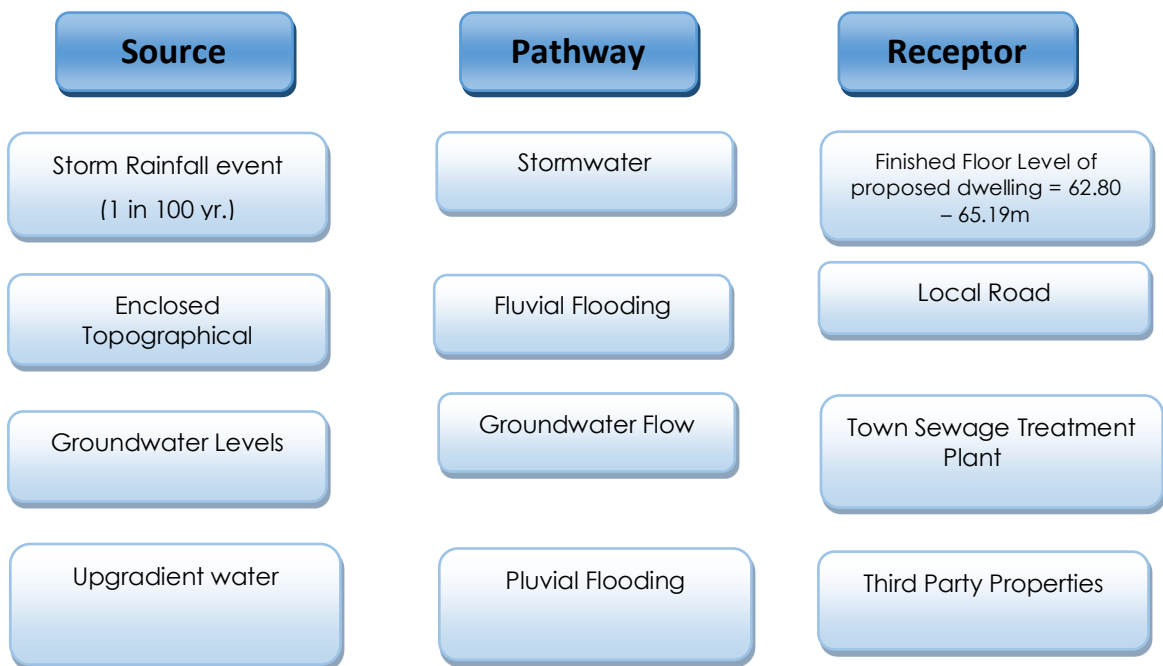 Source
Pathway
Receptor
Storm Rainfall event
(1 in 100 yr.)
Stormwater
Finished Floor Level of
proposed dwelling = 62.80
– 65.19m
Enclosed
Topographical
Fluvial Flooding
Local Road
Groundwater Levels
Groundwater Flow
Town Sewage Treatment
Plant
Upgradient water
Pluvial Flooding
Third Party Properties